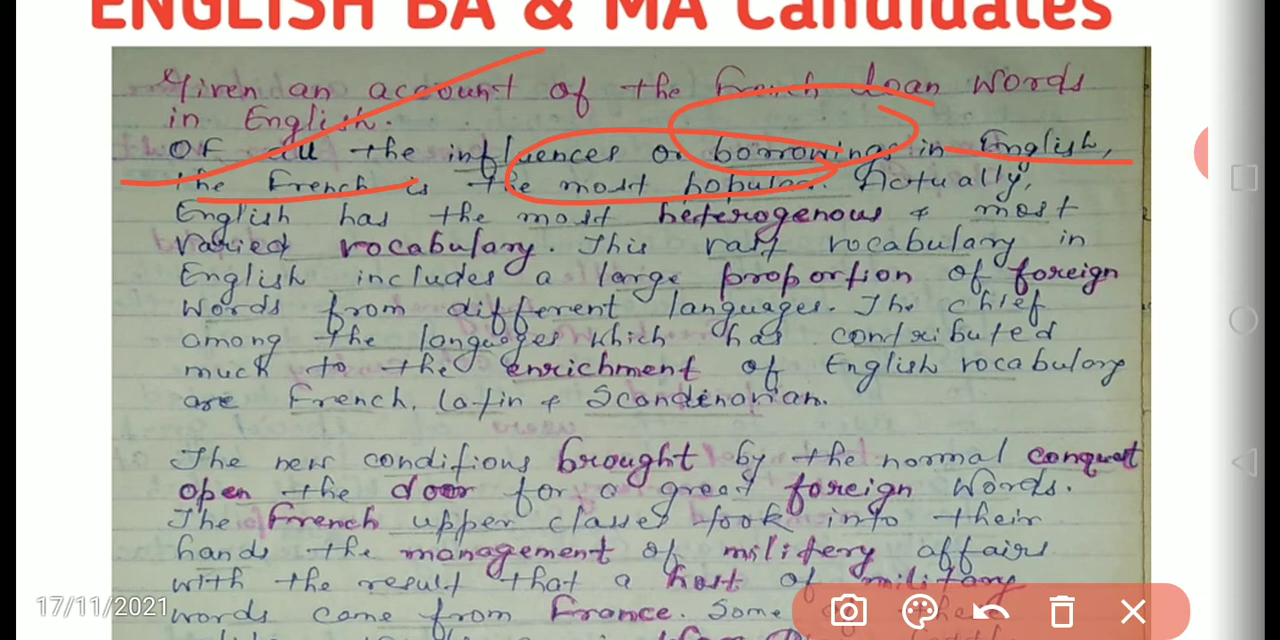 ENGLISH BA & MA Candidates
Given an account of the French loan words
in English.
Of all the influences or borrowings in English,
the French is the most popular. Actually,
English has the most heterogenous & most
varied vocabulary. This vast vocabulary in
English includes a large proportion of foreign
words from different languages. The chief
among the languages which has contributed
much to the enrichment of English vocabulary
are French, Latin & Scandenavian.
The new conditions brought by the normal conquest
open the door for a great foreign words.
The French upper classes took into their
hands the management of militery affairs
with the result that a host of military
words came from France. Some of these
17/11/2021